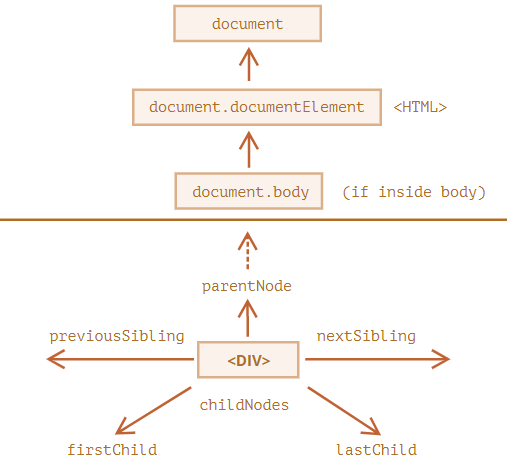 document
document.documentElement <HTML>
document.body (if inside body)
parentNode
previousSibling nextSibling
<DIV>
childNodes
firstChild lastChild